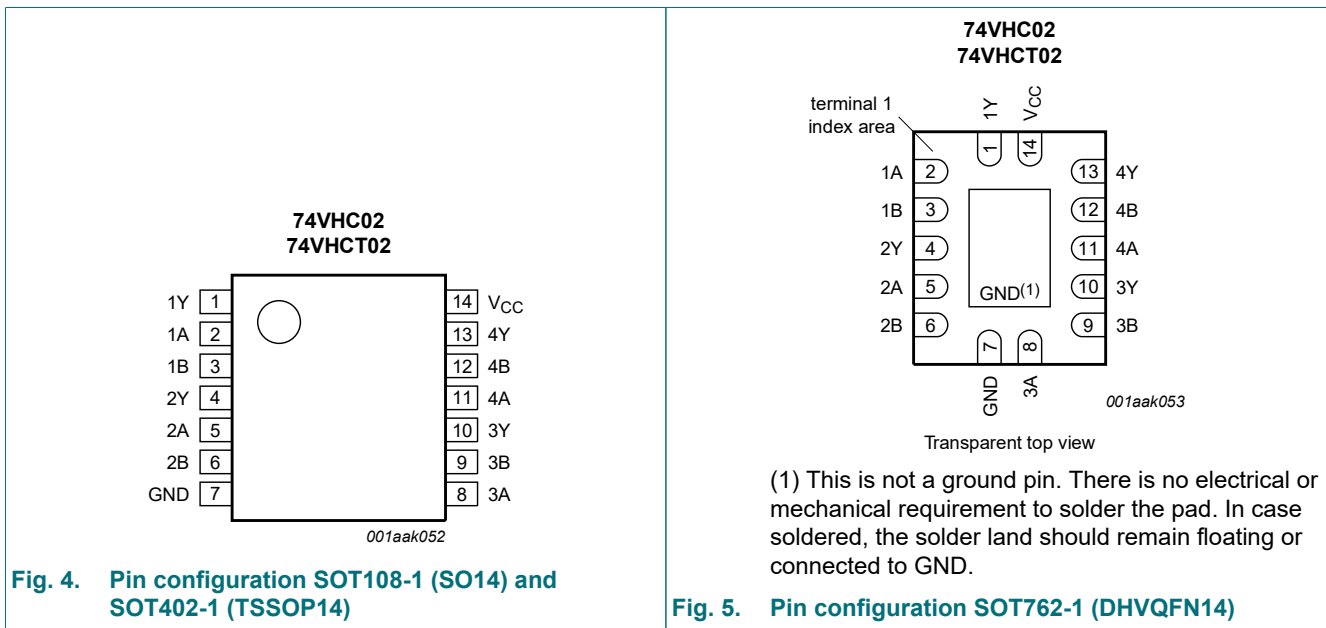 74VHC02
74VHCT02
1Y 1
1A 2
1B 3
2Y 4
2A 5
2B 6
GND 7
14 VCC
13 4Y
12 4B
11 4A
10 3Y
9 3B
8 3A
001aak052
Fig. 4. Pin configuration SOT108-1 (SO14) and
SOT402-1 (TSSOP14)
74VHC02
74VHCT02
terminal 1
index area
1Y
VCC
1
14
1A 2
1B 3
2Y 4
2A 5
2B 6
13 4Y
12 4B
11 4A
10 3Y
9 3B
GND(1)
7
8
GND
3A
001aak053
Transparent top view
(1) This is not a ground pin. There is no electrical or
mechanical requirement to solder the pad. In case
soldered, the solder land should remain floating or
connected to GND.
Fig. 5. Pin configuration SOT762-1 (DHVQFN14)